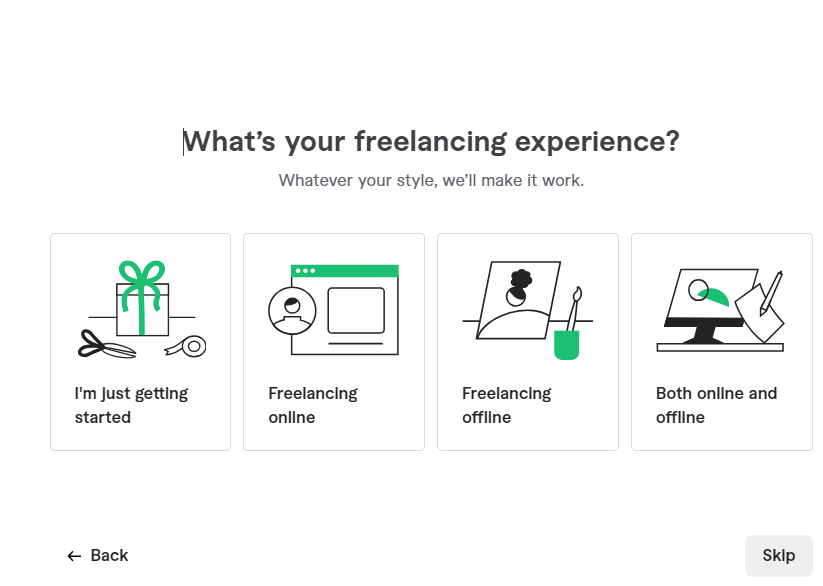 What’s your freelancing experience?
Whatever your style, we’ll make it work.
I'm just getting
started
Freelancing
online
Freelancing
offline
Both online and
offline
← Back
Skip